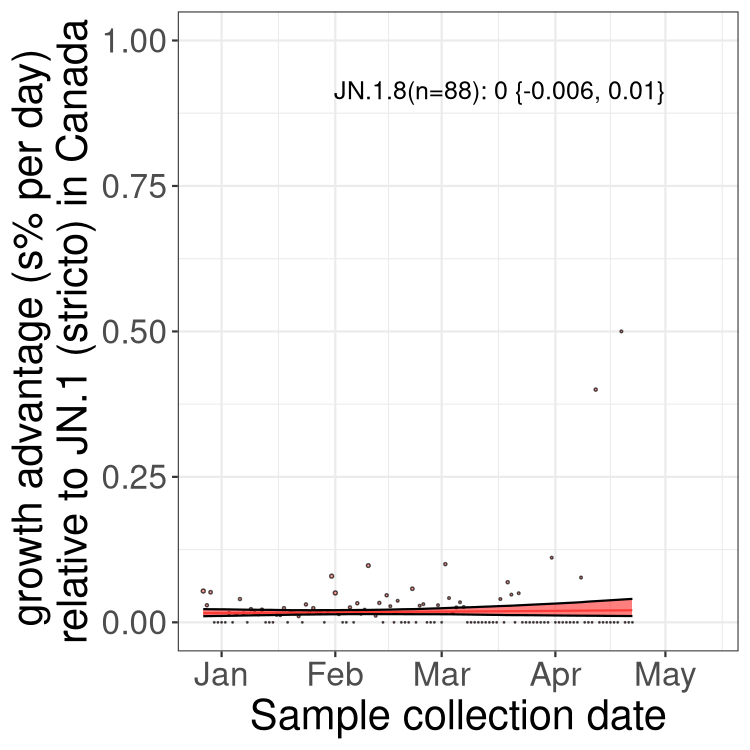 growth advantage (s% per day)
relative to JN.1 (stricto) in Canada
1.00
0.75
0.50
0.25
0.00
JN.1.8(n=88): 0 {-0.006, 0.01}
Jan Feb Mar Apr May
Sample collection date